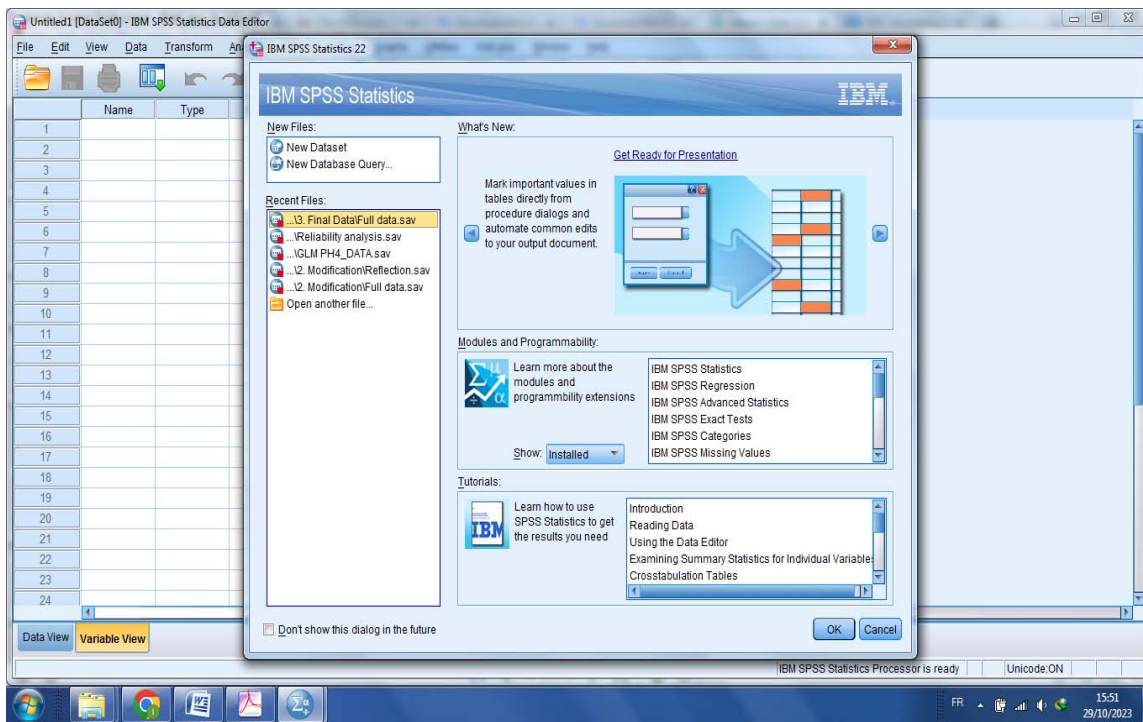 Untitled1 [DataSet0] - IBM SPSS Statistics Data Editor
File Edit View Data Transform An
Name Type
1
2
3
4
5
6
7
8
9
10
11
12
13
14
15
16
17
18
19
20
21
22
23
24
Data View Variable View
IBM SPSS Statistics 22
IBM SPSS Statistics
IBM
New Files:
New Dataset
New Database Query...
Recent Files:
...\3. Final Data\Full data.sav
...\Reliability analysis.sav
...\GLM PH4_DATA.sav
...\2. Modification\Reflection.sav
...\2. Modification\Full data.sav
Open another file...
What's New:
Get Ready for Presentation
Mark important values in
tables directly from
procedure dialogs and
automate common edits
to your output document.
Modules and Programmability:
Learn more about the
modules and
programmbility extensions
Show: Installed
IBM SPSS Statistics
IBM SPSS Regression
IBM SPSS Advanced Statistics
IBM SPSS Exact Tests
IBM SPSS Categories
IBM SPSS Missing Values
Tutorials:
IBM
Learn how to use
SPSS Statistics to get
the results you need
Introduction
Reading Data
Using the Data Editor
Examining Summary Statistics for Individual Variable
Crosstabulation Tables
Don't show this dialog in the future
OK Cancel
IBM SPSS Statistics Processor is ready Unicode:ON
FR
15:51
29/10/2023